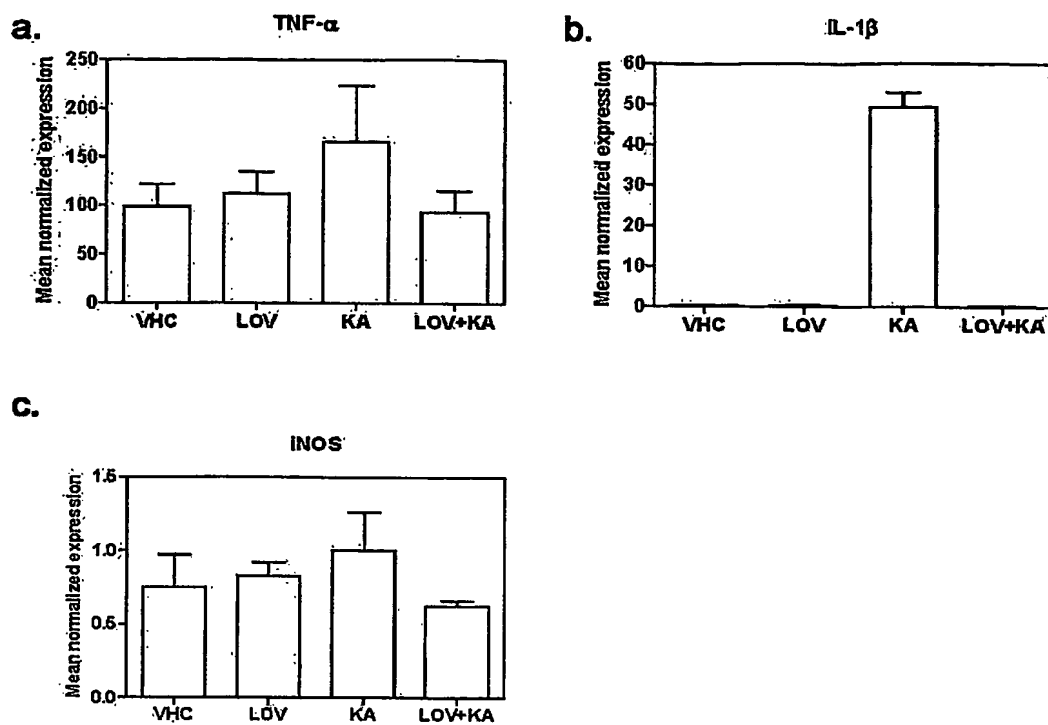 a.
TNF-α
Mean normalized expression
250
200
150
100
50
0
VHC LOV KA LOV+KA
b.
IL-1β
Mean normalized expression
60
50
40
30
20
10
0
VHC LOV KA LOV+KA
c.
iNOS
Mean normalized expression
1.5
1.0
0.5
0.0
VHC LOV KA LOV+KA